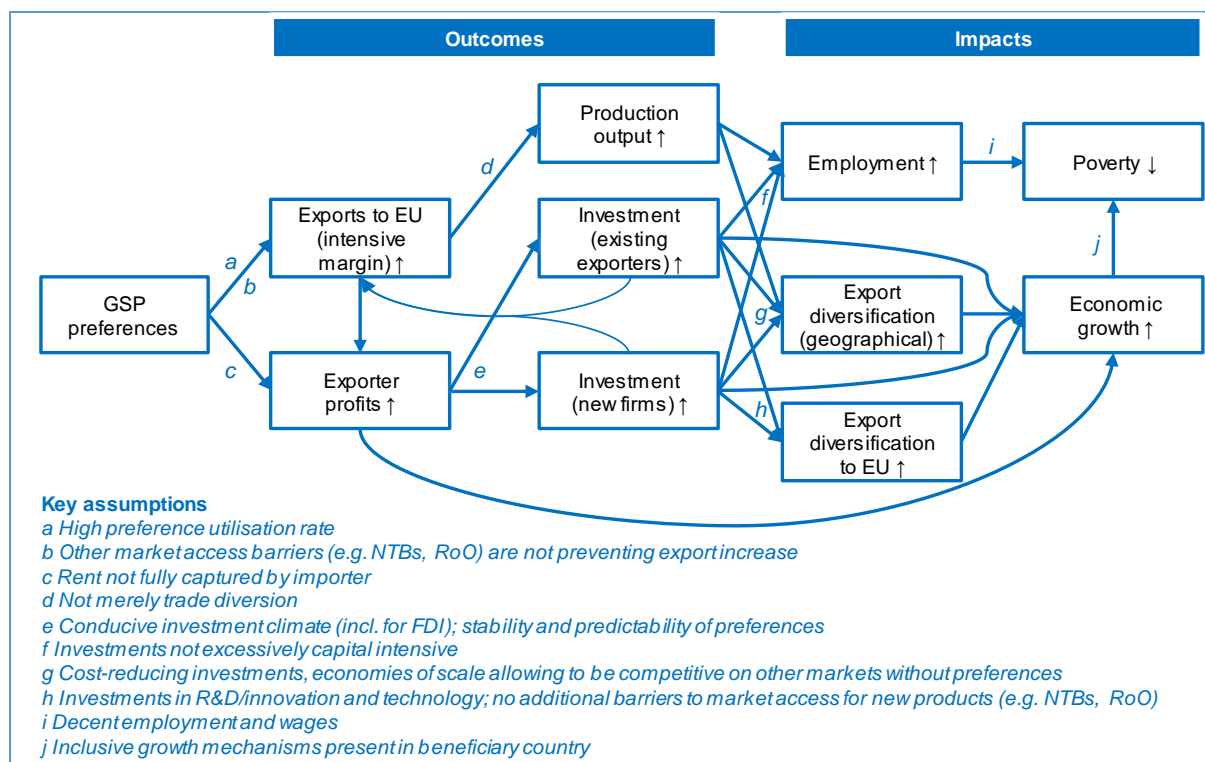 Outcomes
Impacts
Production
output ↑
Employment ↑
i
Poverty ↓
d
f
Exports to EU
(intensive
margin) ↑
Investment
(existing
exporters) ↑
j
a
b
GSP
preferences
g
Export
diversification
(geographical) ↑
Economic
growth ↑
c
Exporter
profits ↑
e
Investment
(new firms) ↑
h
Export
diversification
to EU ↑
Key assumptions
a High preference utilisation rate
b Other market access barriers (e.g. NTBs, RoO) are not preventing export increase
c Rent not fully captured by importer
d Not merely trade diversion
e Conducive investment climate (incl. for FDI); stability and predictability of preferences
f Investments not excessively capital intensive
g Cost-reducing investments, economies of scale allowing to be competitive on other markets without preferences
h Investments in R&D/innovation and technology; no additional barriers to market access for new products (e.g. NTBs, RoO)
i Decent employment and wages
j Inclusive growth mechanisms present in beneficiary country